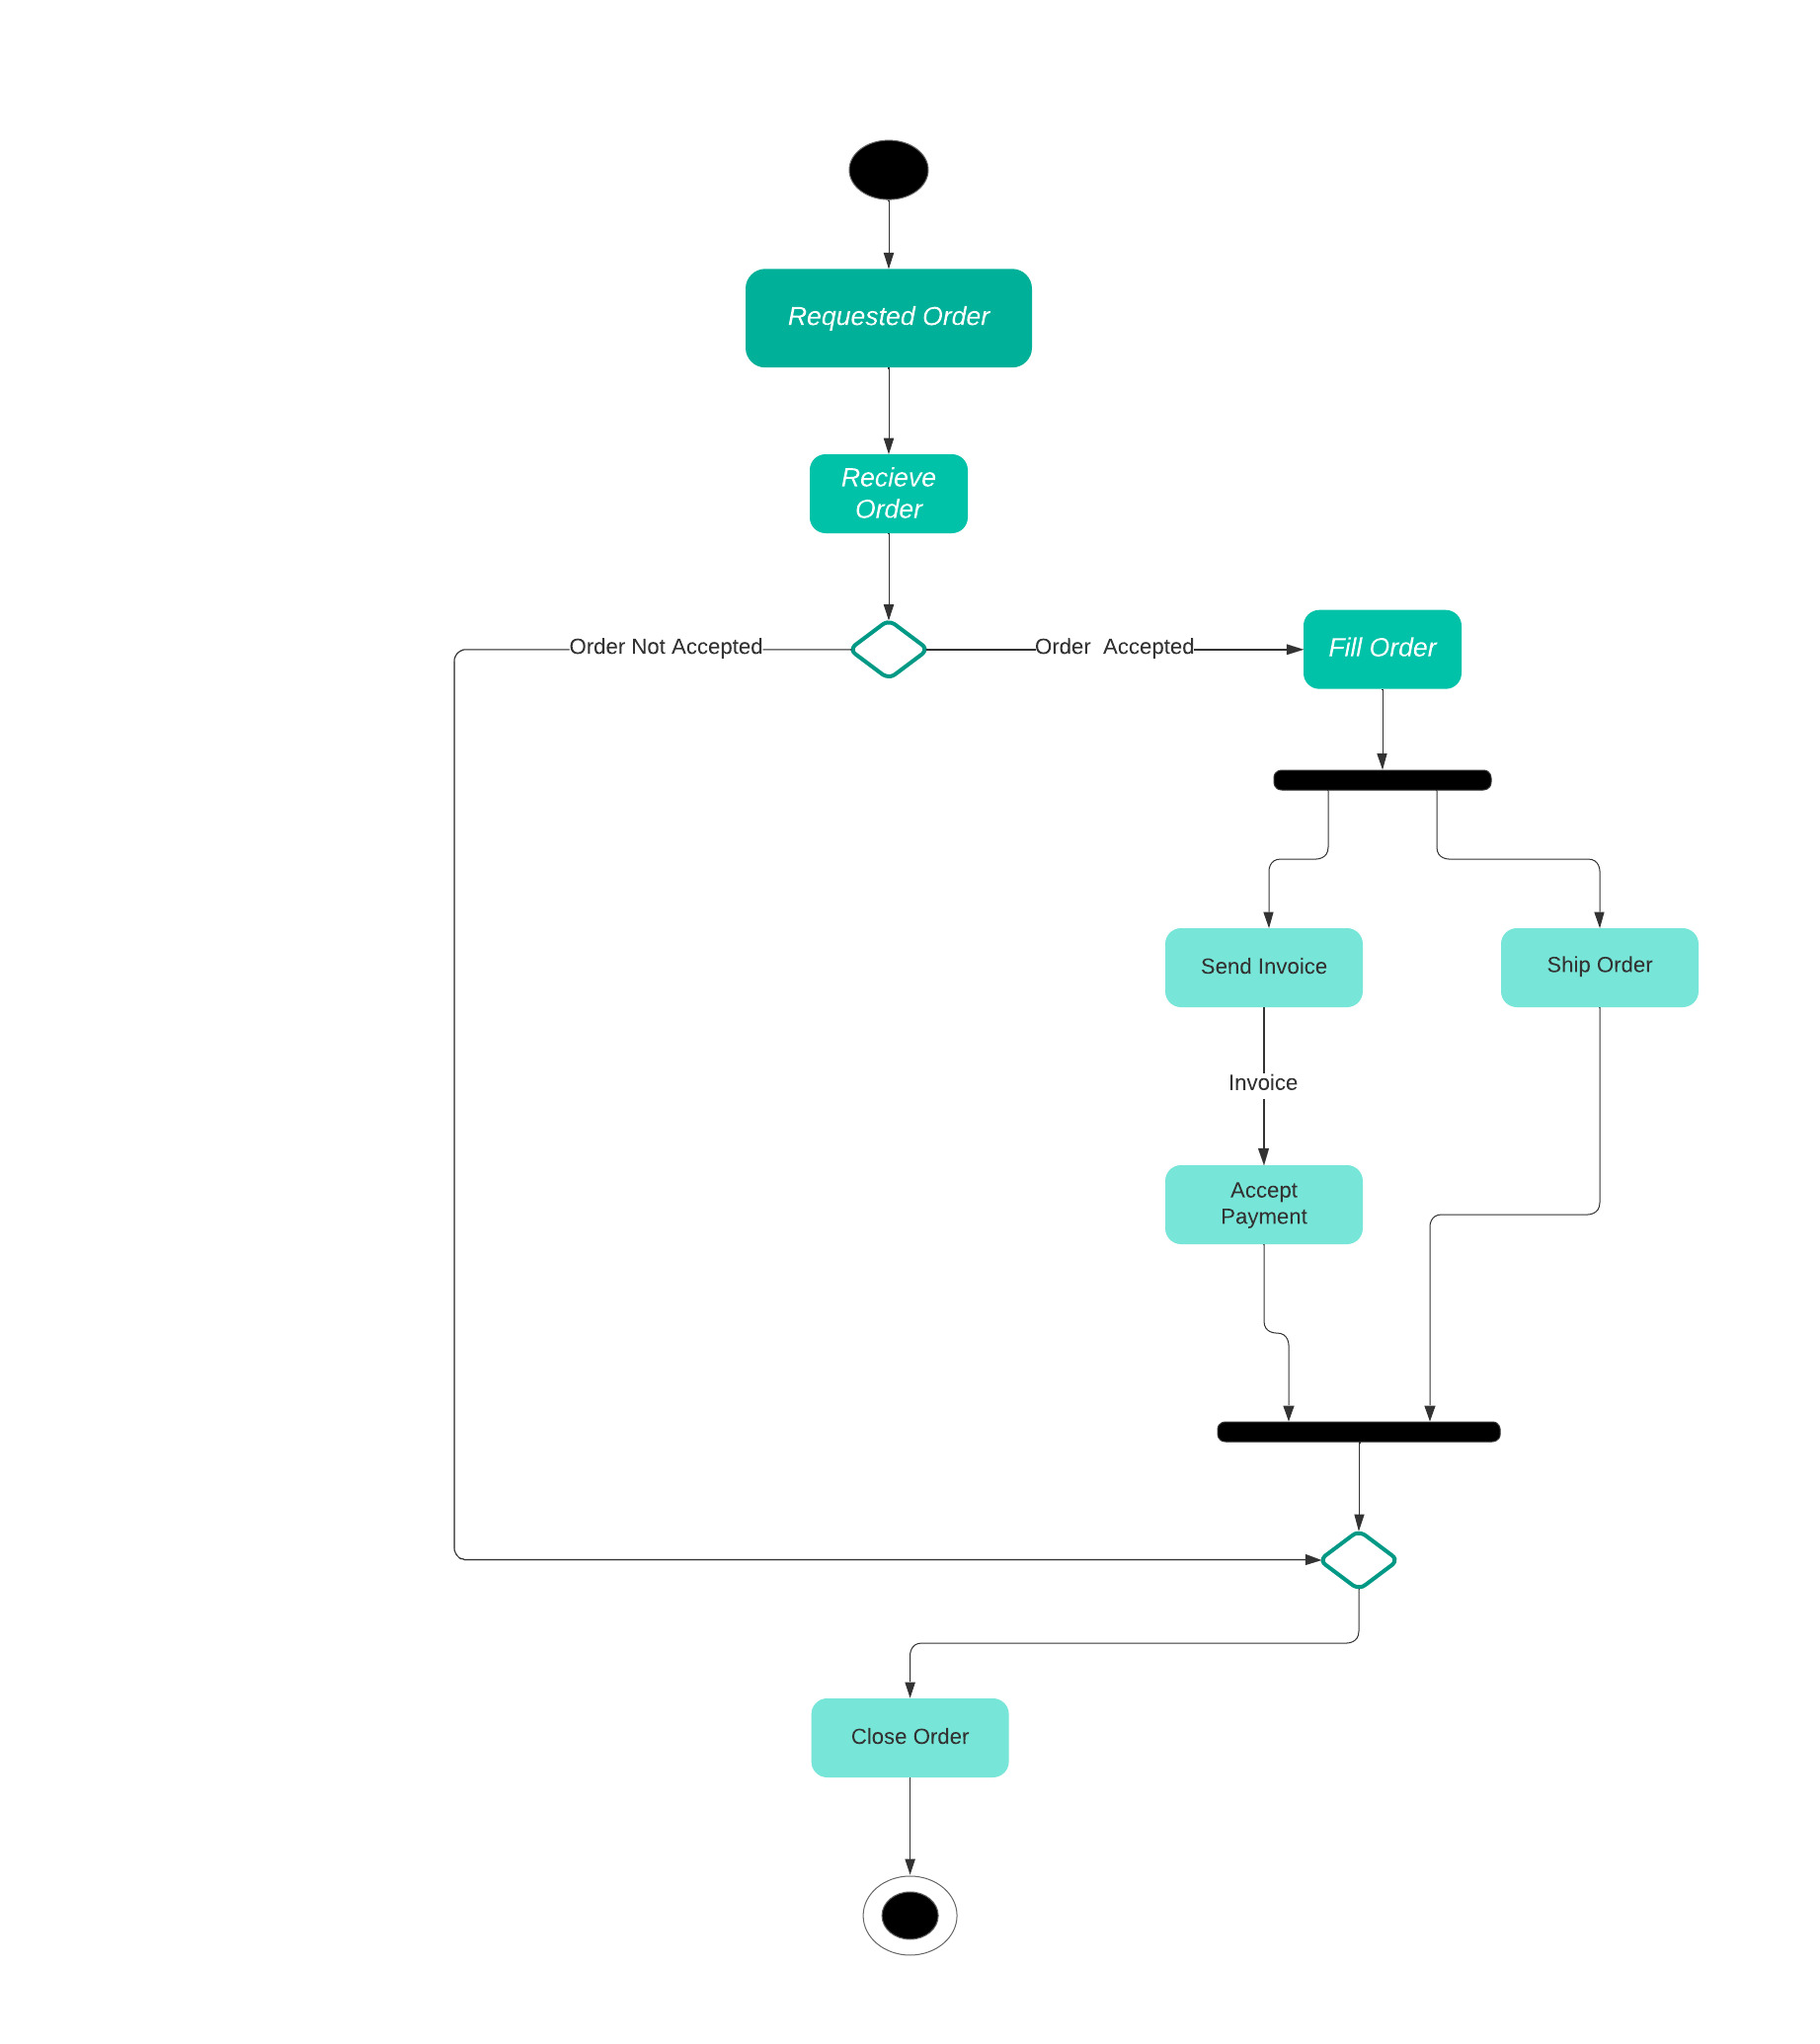 Requested Order
Recieve
Order
Order Not Accepted
Order  Accepted
Fill Order
Send Invoice
Ship Order
Invoice
Accept
Payment
Close Order